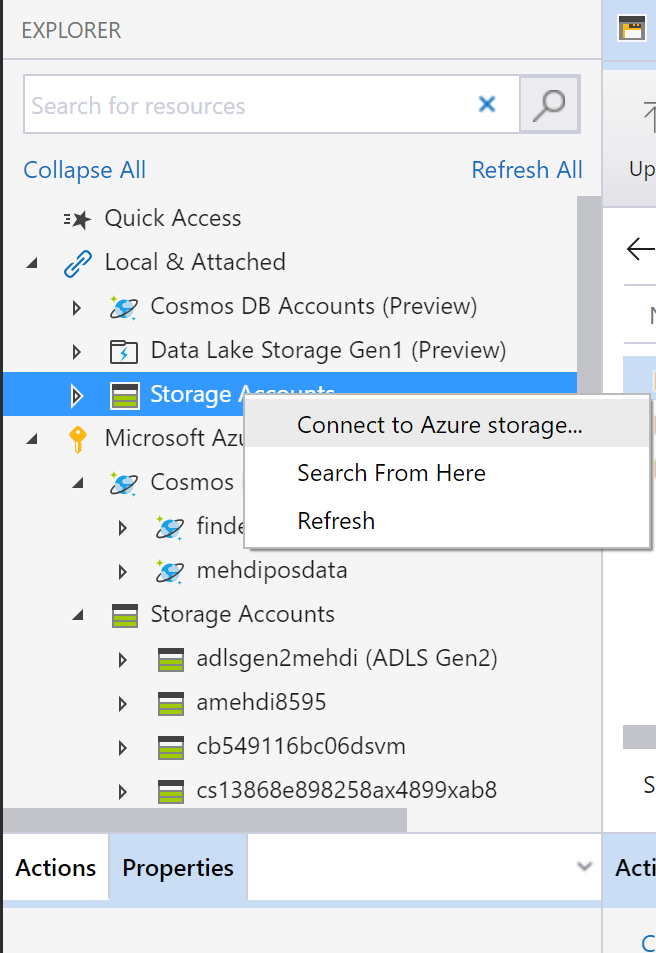 EXPLORER
Search for resources
Collapse All
Refresh All
Quick Access
Local & Attached
Cosmos DB Accounts (Preview)
Data Lake Storage Gen1 (Preview)
Storage Accounts
Connect to Azure storage...
Search From Here
Refresh
Microsoft
Cosmos
mehdiposdata
Storage Accounts
adlsgen2mehdi (ADLS Gen2)
amehdi8595
cb549116bc06dsvm
cs13868e898258ax4899xab8
Actions
Properties